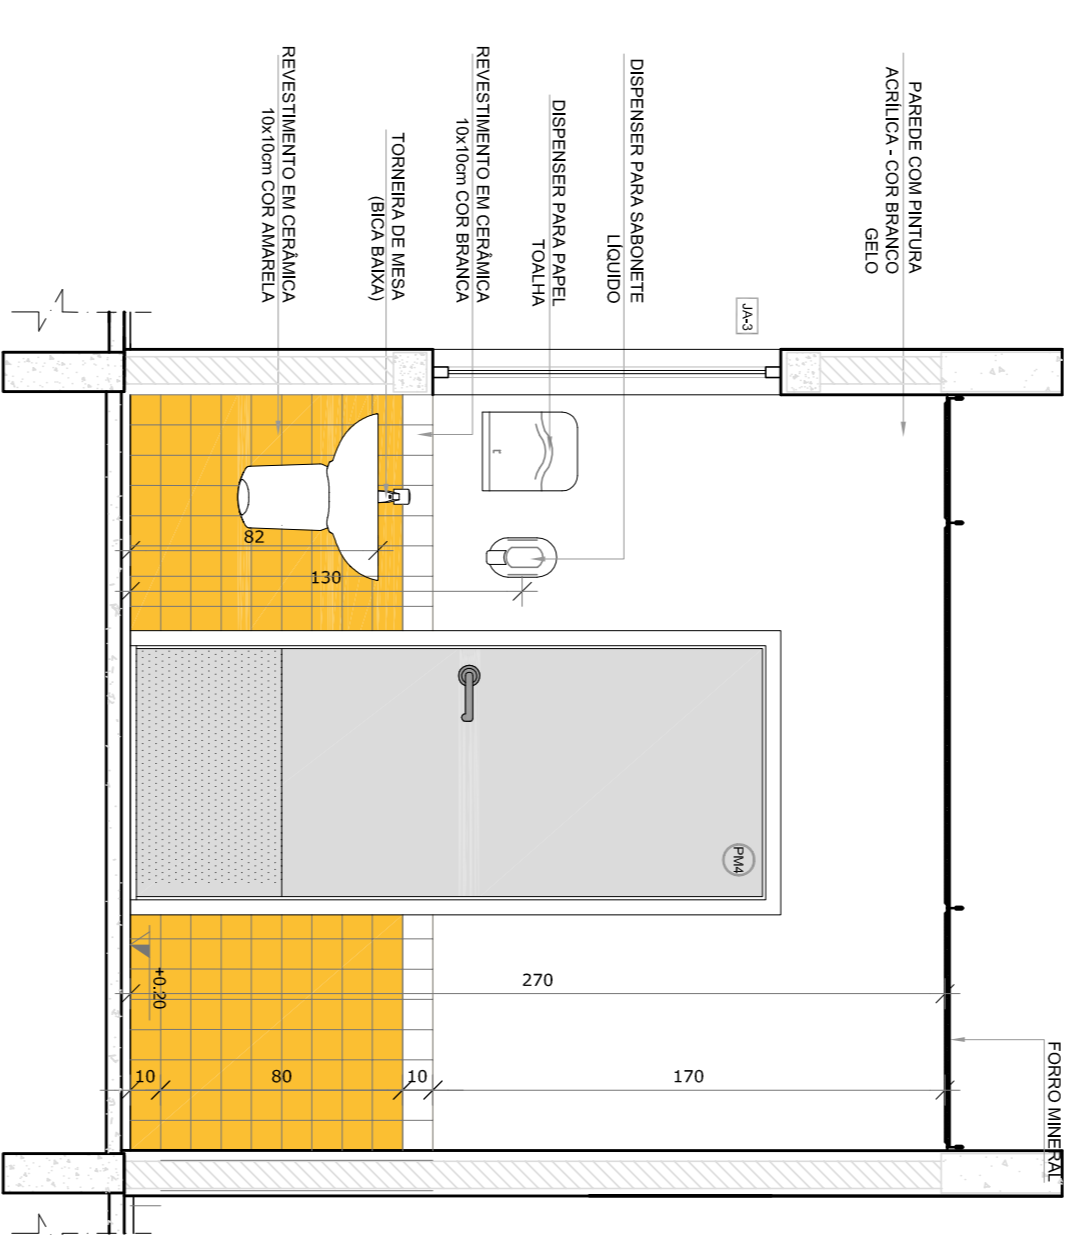 PAREDE COM PINTURA
ACRÍLICA - COR BRANCO
GELO
JA-3
DISPENSER PARA SABONETE
LÍQUIDO
DISPENSER PARA PAPEL
TOALHA
REVESTIMENTO EM CERÂMICA
10x10cm COR BRANCA
TORNEIRA DE MESA
(BICA BAIXA)
REVESTIMENTO EM CERÂMICA
10x10cm COR AMARELA
82
130
PM4
+0.20
270
10
80
10
170
FORRO MINERAL